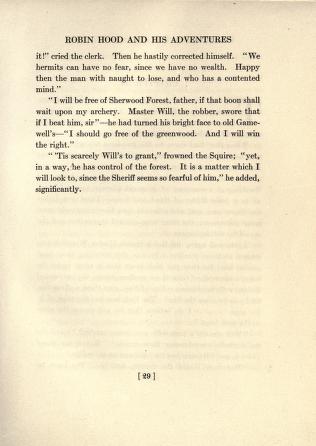 ROBIN HOOD AND HIS ADVENTURES
it!" cried the clerk. Then he hastily corrected himself. "We
hermits can have no fear, since we have no wealth. Happy
then the man with naught to lose, and who has a contented
mind."
"I will be free of Sherwood Forest, father, if that boon shall
wait upon my archery. Master Will, the robber, swore that
if I beat him, sir"—he had turned his bright face to old Game-
well's—"I should go free of the greenwood. And I will win
the right."
"'Tis scarcely Will's to grant," frowned the Squire; "yet,
in a way, he has control of the forest. It is a matter which I
will look to, since the Sheriff seems so fearful of him," he added,
significantly.
[ 29 ]